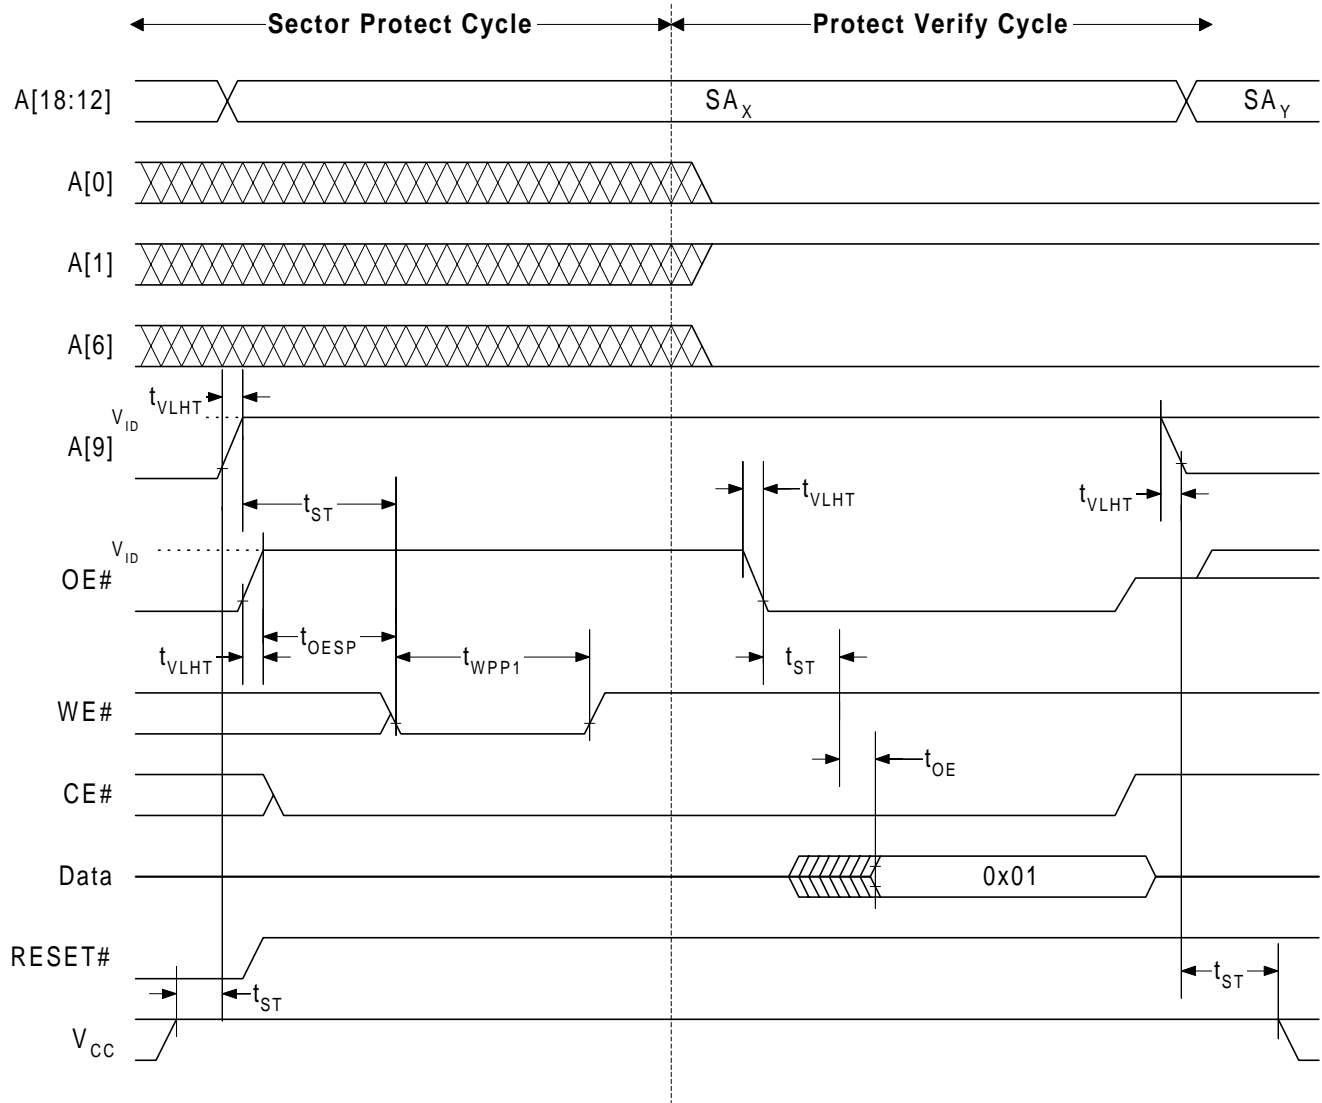 Sector Protect Cycle Protect Verify Cycle
A[18:12] SAX SAY
A[0]
A[1]
A[6]
tVLHT
VID
A[9]
tST tVLHT tVLHT
VID
OE#
tVLHT tOESP tWPP1 tST
WE#
tOE
CE#
Data 0x01
RESET#
tST tST
VCC